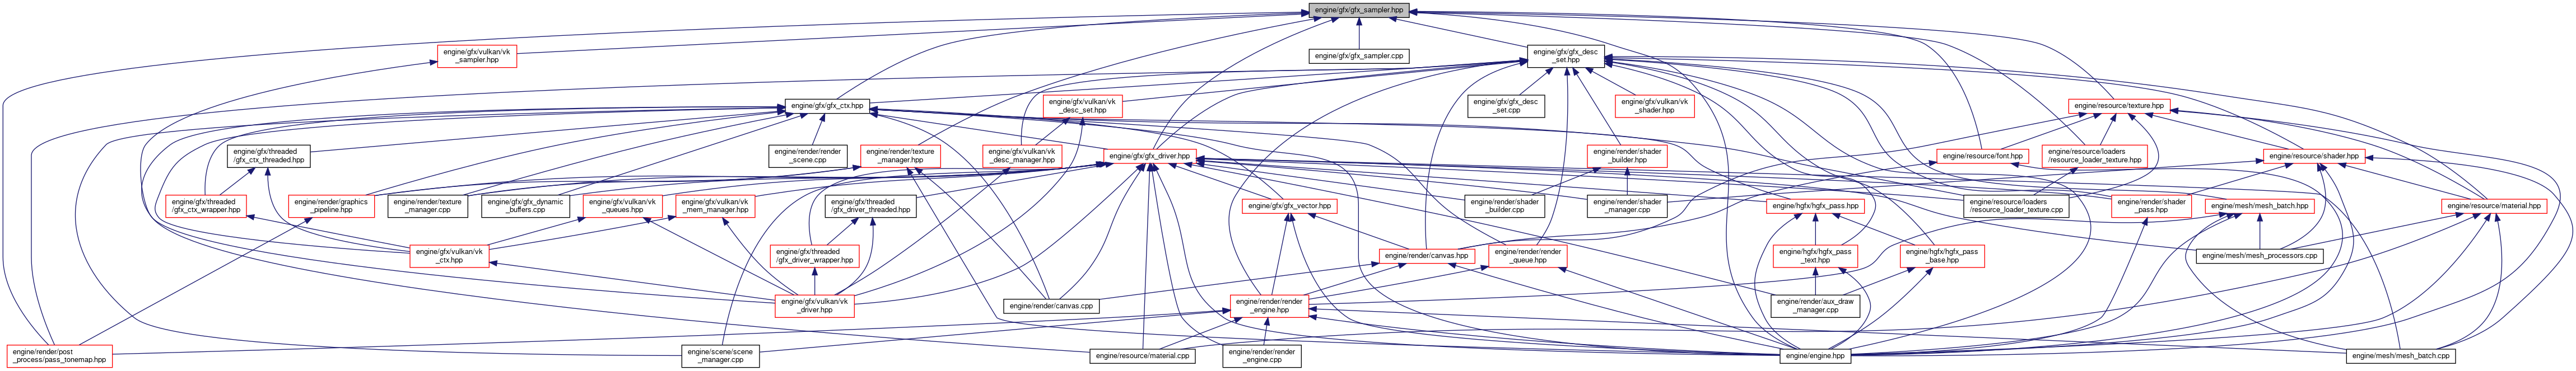 engine/gfx/gfx_sampler.hpp
engine/gfx/vulkan/vk
_sampler.hpp
engine/gfx/gfx_sampler.cpp
engine/gfx/gfx_desc
_set.hpp
engine/gfx/gfx_ctx.hpp
engine/gfx/vulkan/vk
_desc_set.hpp
engine/gfx/gfx_desc
_set.cpp
engine/gfx/vulkan/vk
_shader.hpp
engine/resource/texture.hpp
engine/gfx/threaded
/gfx_ctx_threaded.hpp
engine/render/render
_scene.cpp
engine/render/texture
_manager.hpp
engine/gfx/vulkan/vk
_desc_manager.hpp
engine/gfx/gfx_driver.hpp
engine/render/shader
_builder.hpp
engine/resource/font.hpp
engine/resource/loaders
/resource_loader_texture.hpp
engine/resource/shader.hpp
engine/gfx/threaded
/gfx_ctx_wrapper.hpp
engine/render/graphics
_pipeline.hpp
engine/render/texture
_manager.cpp
engine/gfx/gfx_dynamic
_buffers.cpp
engine/gfx/vulkan/vk
_queues.hpp
engine/gfx/vulkan/vk
_mem_manager.hpp
engine/gfx/threaded
/gfx_driver_threaded.hpp
engine/gfx/gfx_vector.hpp
engine/render/shader
_builder.cpp
engine/render/shader
_manager.cpp
engine/hgfx/hgfx_pass.hpp
engine/resource/loaders
/resource_loader_texture.cpp
engine/render/shader
_pass.hpp
engine/mesh/mesh_batch.hpp
engine/resource/material.hpp
engine/gfx/vulkan/vk
_ctx.hpp
engine/gfx/threaded
/gfx_driver_wrapper.hpp
engine/render/canvas.hpp
engine/render/render
_queue.hpp
engine/hgfx/hgfx_pass
_text.hpp
engine/hgfx/hgfx_pass
_base.hpp
engine/mesh/mesh_processors.cpp
engine/gfx/vulkan/vk
_driver.hpp
engine/render/canvas.cpp
engine/render/render
_engine.hpp
engine/render/aux_draw
_manager.cpp
engine/render/post
_process/pass_tonemap.hpp
engine/scene/scene
_manager.cpp
engine/resource/material.cpp
engine/render/render
_engine.cpp
engine/engine.hpp
engine/mesh/mesh_batch.cpp